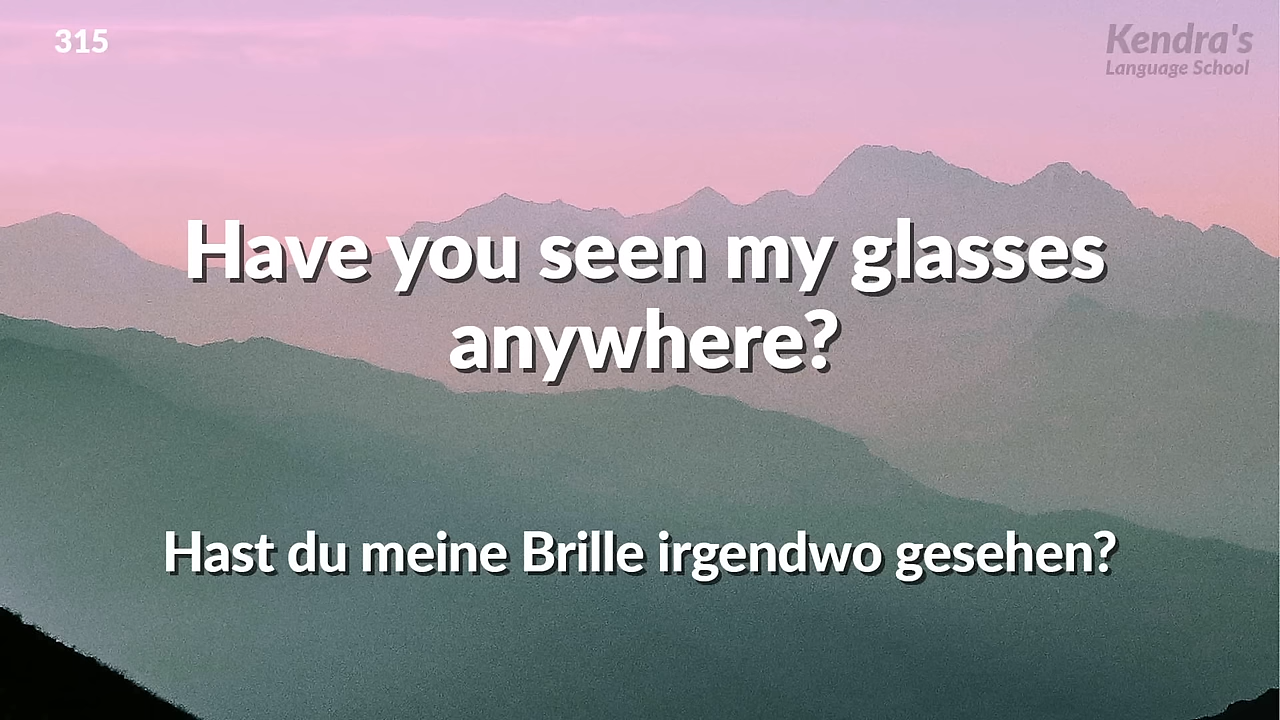 315
Kendra's
Language School
Have you seen my glasses
anywhere?
Hast du meine Brille irgendwo gesehen?